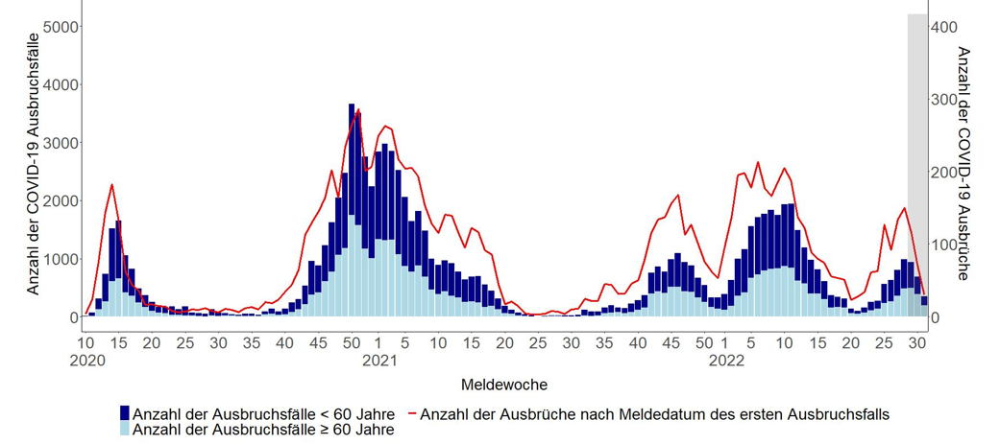 5000
4000
3000
2000
1000
0
Anzahl der COVID-19 Ausbruchsfälle
400
300
200
100
0
Anzahl der COVID-19 Ausbrüche
10 15 20 25 30 35 40 45 50 1 5 10 15 20 25 30 35 40 45 50 1 5 10 15 20 25 30
2020 2021 2022
Meldewoche
Anzahl der Ausbruchsfälle < 60 Jahre
Anzahl der Ausbrüche nach Meldedatum des ersten Ausbruchsfalls
Anzahl der Ausbruchsfälle ≥ 60 Jahre